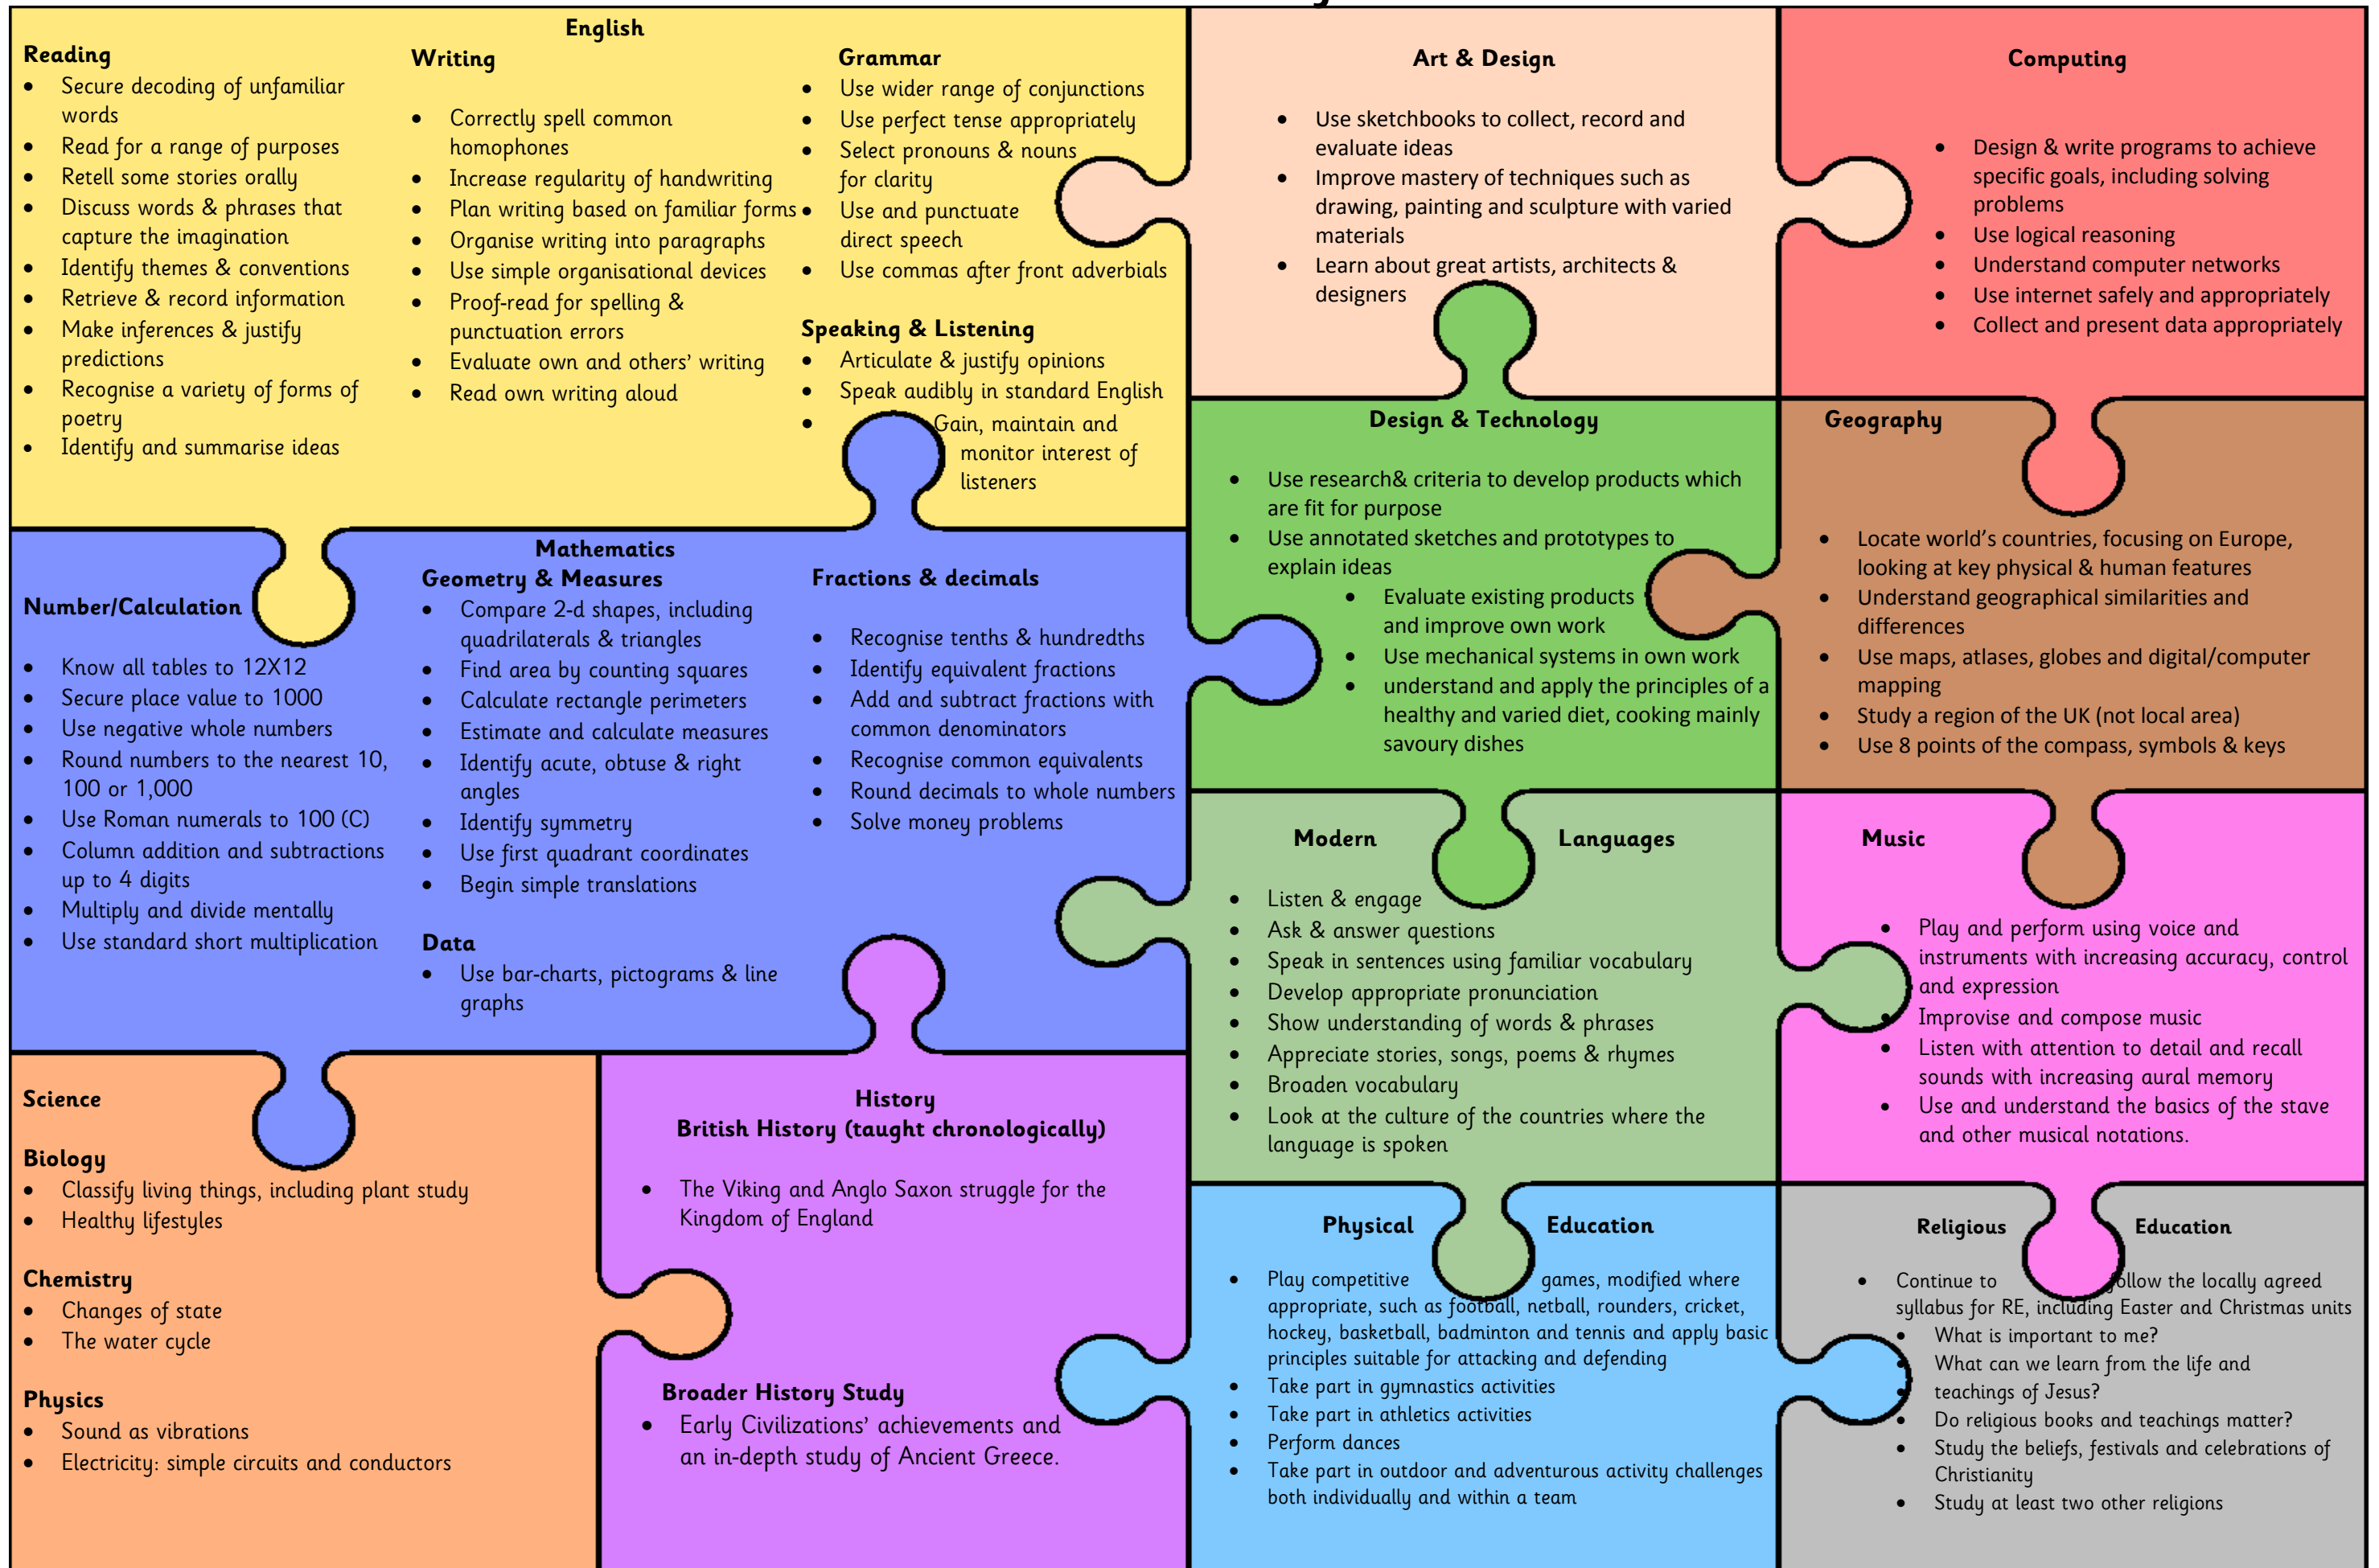 English
Reading
Secure decoding of unfamiliar
words
Read for a range of purposes
Retell some stories orally
Discuss words & phrases that
capture the imagination
Identify themes & conventions
Retrieve & record information
Make inferences & justify
predictions
Recognise a variety of forms of
poetry
Identify and summarise ideas
Writing
Correctly spell common
homophones
Increase regularity of handwriting
Plan writing based on familiar forms
Organise writing into paragraphs
Use simple organisational devices
Proof-read for spelling &
punctuation errors
Evaluate own and others' writing
Read own writing aloud
Grammar
Use wider range of conjunctions
Use perfect tense appropriately
Select pronouns & nouns
for clarity
Use and punctuate
direct speech
Use commas after front adverbials
Speaking & Listening
Articulate & justify opinions
Speak audibly in standard English
Gain, maintain and
monitor interest of
listeners
Art & Design
Use sketchbooks to collect, record and
evaluate ideas
Improve mastery of techniques such as
drawing, painting and sculpture with varied
materials
Learn about great artists, architects &
designers
Computing
Design & write programs to achieve
specific goals, including solving
problems
Use logical reasoning
Understand computer networks
Use internet safely and appropriately
Collect and present data appropriately
Mathematics
Number/Calculation
Know all tables to 12X12
Secure place value to 1000
Use negative whole numbers
Round numbers to the nearest 10,
100 or 1,000
Use Roman numerals to 100 (C)
Column addition and subtractions
up to 4 digits
Multiply and divide mentally
Use standard short multiplication
Geometry & Measures
Compare 2-d shapes, including
quadrilaterals & triangles
Find area by counting squares
Calculate rectangle perimeters
Estimate and calculate measures
Identify acute, obtuse & right
angles
Identify symmetry
Use first quadrant coordinates
Begin simple translations
Data
Use bar-charts, pictograms & line
graphs
Fractions & decimals
Recognise tenths & hundredths
Identify equivalent fractions
Add and subtract fractions with
common denominators
Recognise common equivalents
Round decimals to whole numbers
Solve money problems
Design & Technology
Use research& criteria to develop products which
are fit for purpose
Use annotated sketches and prototypes to
explain ideas
Evaluate existing products
and improve own work
Use mechanical systems in own work
understand and apply the principles of a
healthy and varied diet, cooking mainly
savoury dishes
Geography
Locate world's countries, focusing on Europe,
looking at key physical & human features
Understand geographical similarities and
differences
Use maps, atlases, globes and digital/computer
mapping
Study a region of the UK (not local area)
Use 8 points of the compass, symbols & keys
Modern Languages
Listen & engage
Ask & answer questions
Speak in sentences using familiar vocabulary
Develop appropriate pronunciation
Show understanding of words & phrases
Appreciate stories, songs, poems & rhymes
Broaden vocabulary
Look at the culture of the countries where the
language is spoken
Music
Play and perform using voice and
instruments with increasing accuracy, control
and expression
Improvise and compose music
Listen with attention to detail and recall
sounds with increasing aural memory
Use and understand the basics of the stave
and other musical notations.
Science
Biology
Classify living things, including plant study
Healthy lifestyles
Chemistry
Changes of state
The water cycle
Physics
Sound as vibrations
Electricity: simple circuits and conductors
History
British History (taught chronologically)
The Viking and Anglo Saxon struggle for the
Kingdom of England
Broader History Study
Early Civilizations' achievements and
an in-depth study of Ancient Greece.
Physical Education
Play competitive games, modified where
appropriate, such as football, netball, rounders, cricket,
hockey, basketball, badminton and tennis and apply basic
principles suitable for attacking and defending
Take part in gymnastics activities
Take part in athletics activities
Perform dances
Take part in outdoor and adventurous activity challenges
both individually and within a team
Religious Education
Continue to follow the locally agreed
syllabus for RE, including Easter and Christmas units
What is important to me?
What can we learn from the life and
teachings of Jesus?
Do religious books and teachings matter?
Study the beliefs, festivals and celebrations of
Christianity
Study at least two other religions